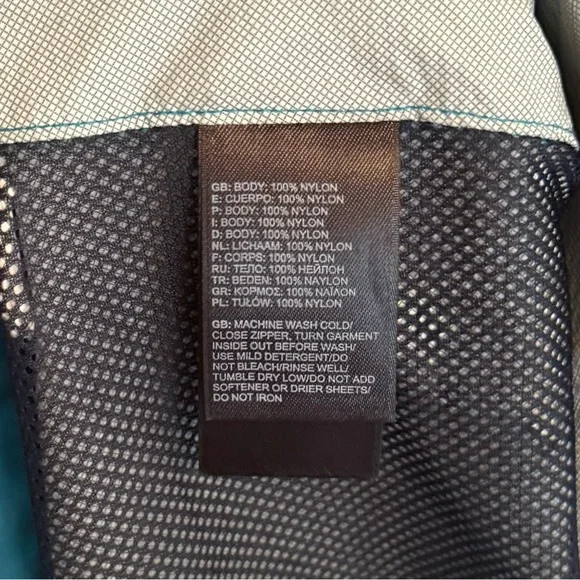 GB: BODY: 100% NYLON
E: CUERPO: 100% NYLON
P: BODY: 100% NYLON
I: BODY: 100% NYLON
D: BODY: 100% NYLON
NL: LICHAAM: 100% NYLON
F: CORPS: 100% NYLON
RU: ТЕЛО: 100% НЕЙЛОН
TR: BEDEN: 100% NAYLON
GR: ΚΟΡΜΟΣ: 100% ΝΑΪΛΟΝ
PL: TUŁÓW: 100% NYLON
GB: MACHINE WASH COLD/
CLOSE ZIPPER, TURN GARMENT
INSIDE OUT BEFORE WASH/
USE MILD DETERGENT/DO
NOT BLEACH/RINSE WELL/
TUMBLE DRY LOW/DO NOT ADD
SOFTENER OR DRIER SHEETS/
DO NOT IRON